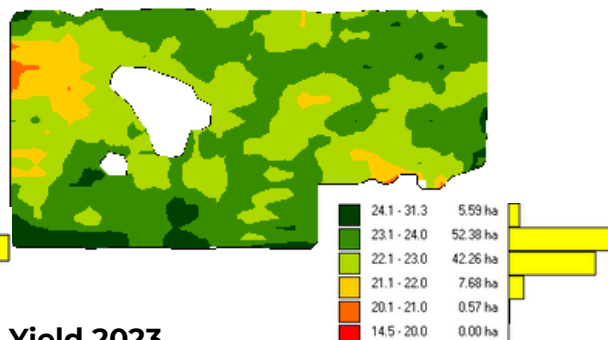 24.1 - 31.3 5.59 ha
23.1 - 24.0 52.38 ha
22.1 - 23.0 42.26 ha
21.1 - 22.0 7.68 ha
20.1 - 21.0 0.57 ha
14.5 - 20.0 0.00 ha
Yield 2023